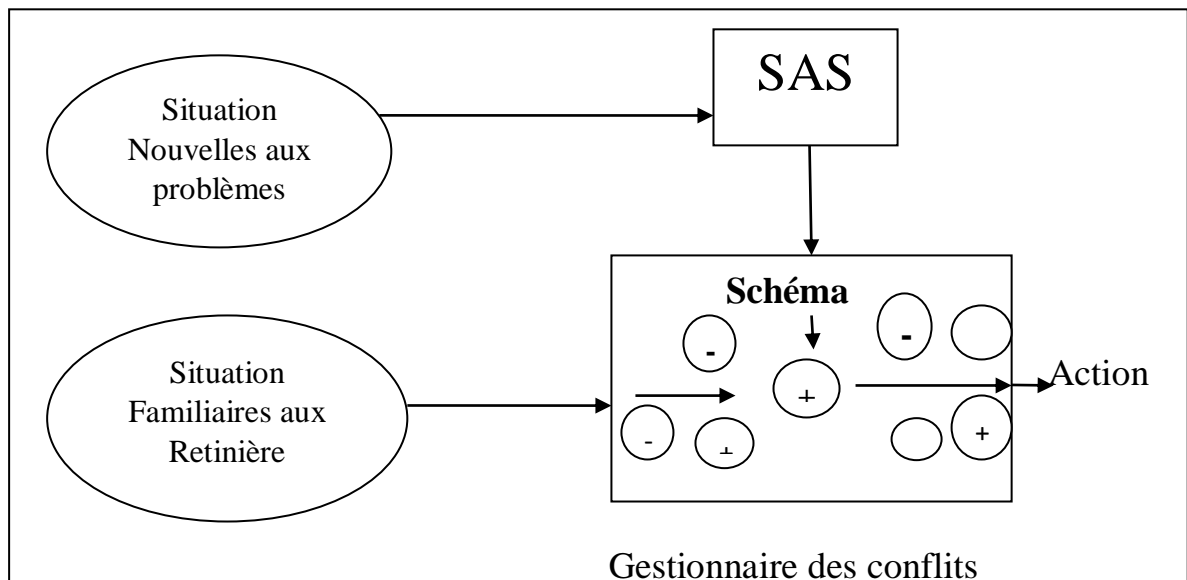 Situation
Nouvelles aux
problèmes
SAS
Schéma
-
-
+
-
+
+
Situation
Familiaires aux
Retinière
Action
Gestionnaire des conflits